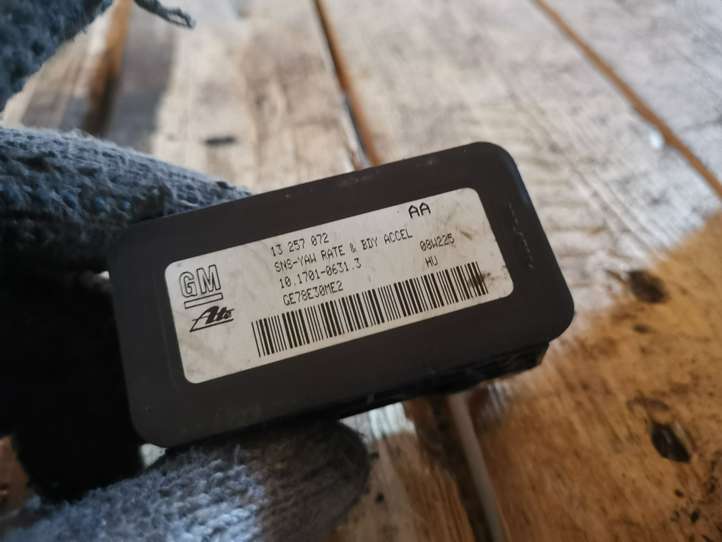 AA
13 257 072
SNS-YAW RATE & BDY ACCEL
08W225
10.1701-0631.3
HU
GE78E30ME2
GM
Ate